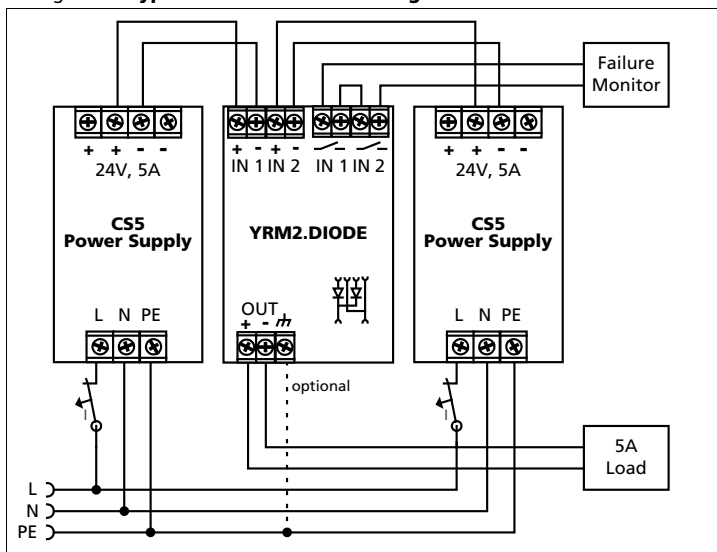 Failure
Monitor
+ + - -
24V, 5A
CS5
Power Supply
L N PE
+ - + -
IN 1 IN 2 IN 1 IN 2
YRM2.DIODE
OUT
+ -
optional
+ + - -
24V, 5A
CS5
Power Supply
L N PE
I
I
5A
Load
L
N
PE